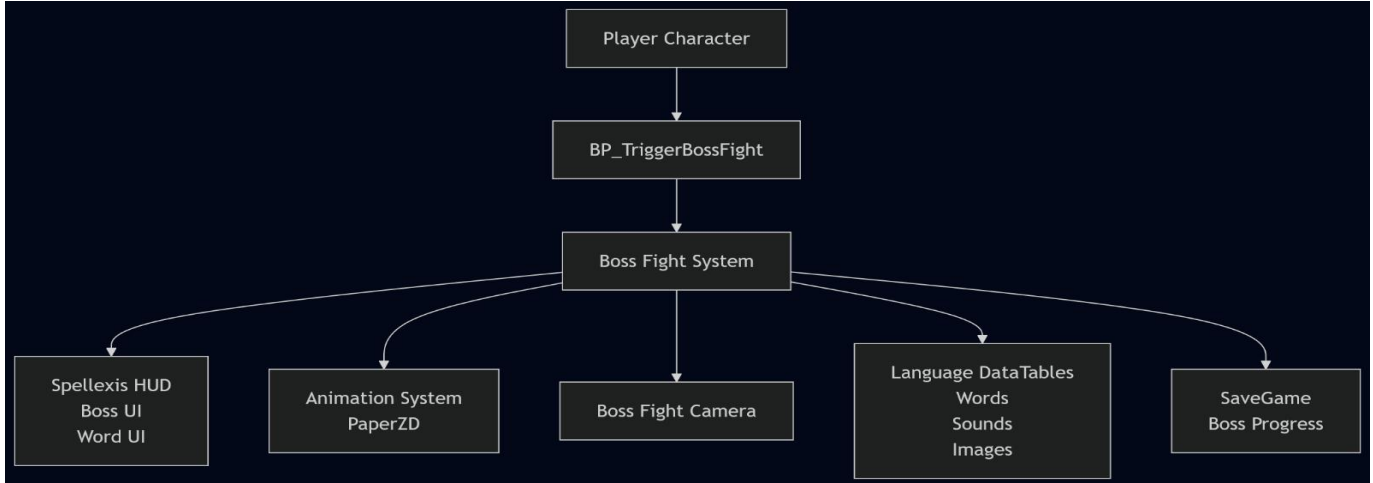 Player Character
BP_TriggerBossFight
Boss Fight System
Spellexis HUD
Boss UI
Word UI
Animation System
PaperZD
Boss Fight Camera
Language DataTables
Words
Sounds
Images
SaveGame
Boss Progress